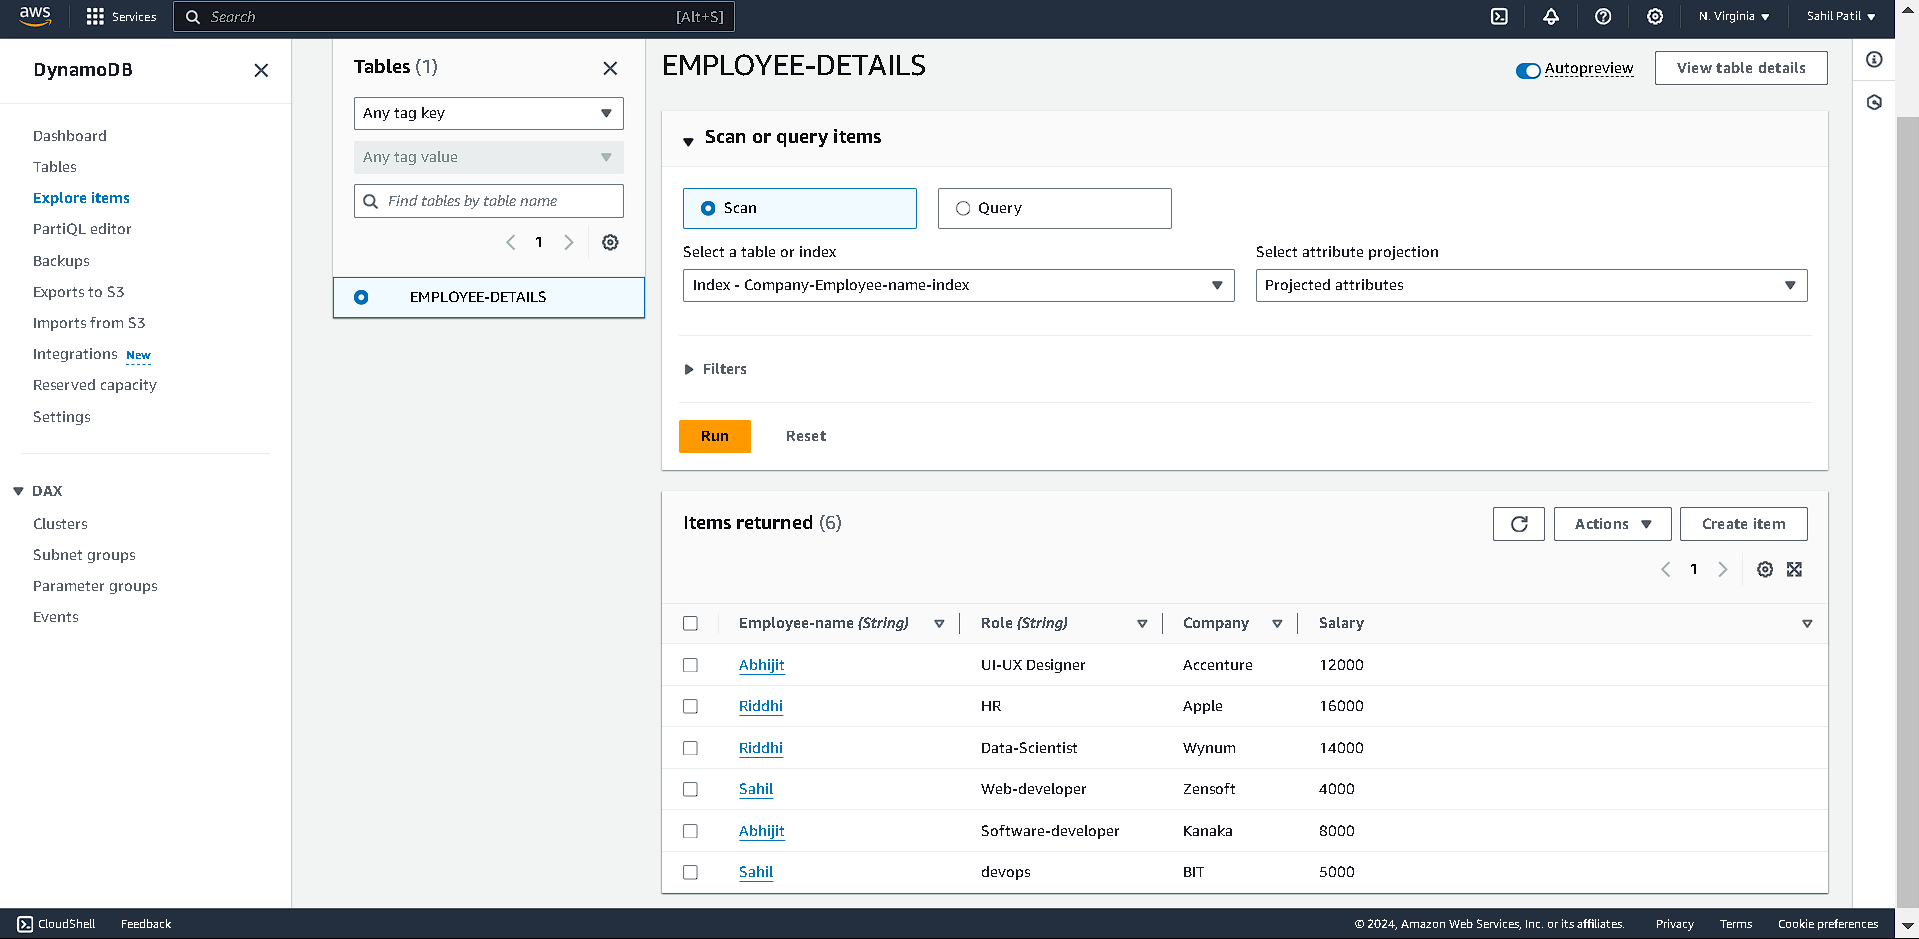 aws Services Search [Alt+S] N. Virginia Sahil Patil
DynamoDB
Dashboard
Tables
Explore items
PartiQL editor
Backups
Exports to S3
Imports from S3
Integrations New
Reserved capacity
Settings
DAX
Clusters
Subnet groups
Parameter groups
Events
Tables (1)
Any tag key
Any tag value
Find tables by table name
1
EMPLOYEE-DETAILS
EMPLOYEE-DETAILS
Autopreview View table details
Scan or query items
Scan Query
Select a table or index Select attribute projection
Index - Company-Employee-name-index Projected attributes
Filters
Run Reset
Items returned (6) Actions Create item
1
Employee-name (String) Role (String) Company Salary
Abhijit UI-UX Designer Accenture 12000
Riddhi HR Apple 16000
Riddhi Data-Scientist Wynum 14000
Sahil Web-developer Zensoft 4000
Abhijit Software-developer Kanaka 8000
Sahil devops BIT 5000
CloudShell Feedback © 2024, Amazon Web Services, Inc. or its affiliates. Privacy Terms Cookie preferences